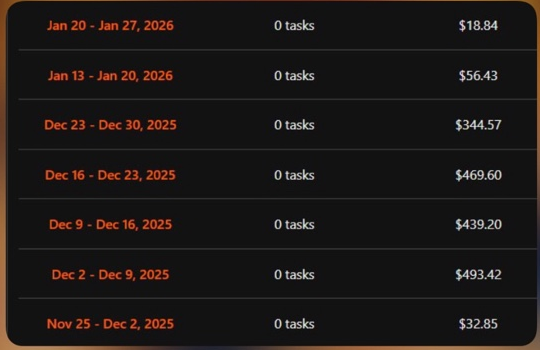 Jan 20 - Jan 27, 2026 0 tasks $18.84
Jan 13 - Jan 20, 2026 0 tasks $56.43
Dec 23 - Dec 30, 2025 0 tasks $344.57
Dec 16 - Dec 23, 2025 0 tasks $469.60
Dec 9 - Dec 16, 2025 0 tasks $439.20
Dec 2 - Dec 9, 2025 0 tasks $493.42
Nov 25 - Dec 2, 2025 0 tasks $32.85